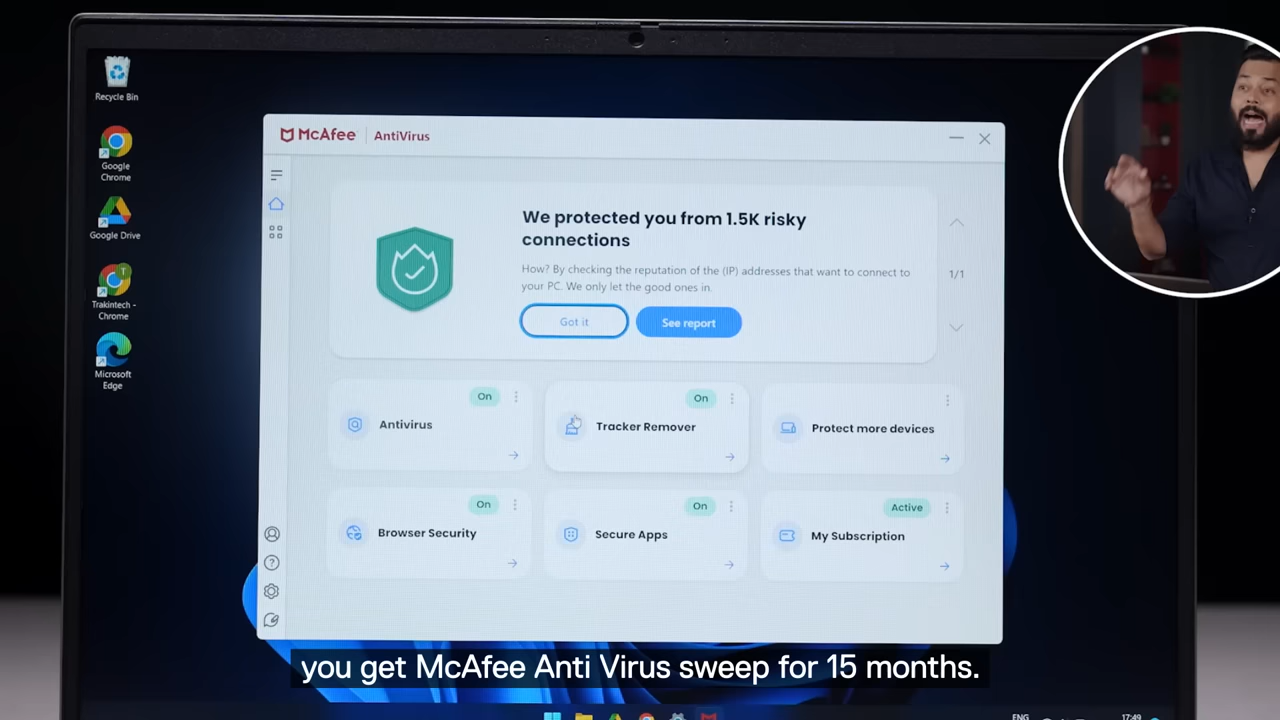 Recycle Bin
Google
Chrome
Google Drive
Trakintech -
Chrome
Microsoft
Edge
McAfee | AntiVirus
We protected you from 1.5K risky
connections
How? By checking the reputation of the (IP) addresses that want to connect to
your PC. We only let the good ones in.
Got it
See report
1/1
On
Antivirus
On
Tracker Remover
Protect more devices
On
Browser Security
On
Secure Apps
Active
My Subscription
you get McAfee Anti Virus sweep for 15 months.
ENG
17:49